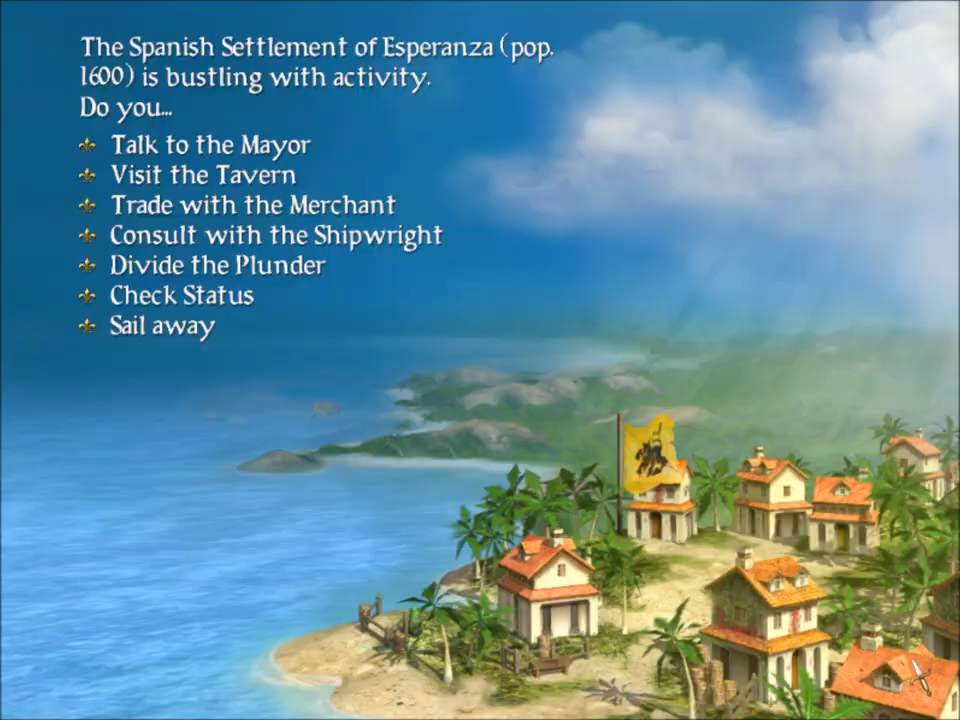 The Spanish Settlement of Esperanza (pop.
1600) is bustling with activity.
Do you...
Talk to the Mayor
Visit the Tavern
Trade with the Merchant
Consult with the Shipwright
Divide the Plunder
Check Status
Sail away